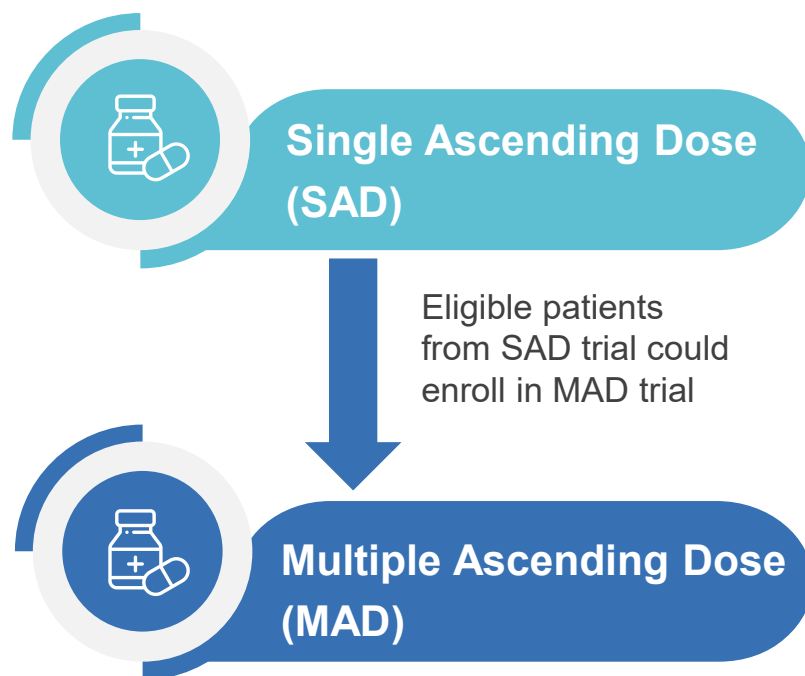 Single Ascending Dose
(SAD)
Eligible patients
from SAD trial could
enroll in MAD trial
Multiple Ascending Dose
(MAD)